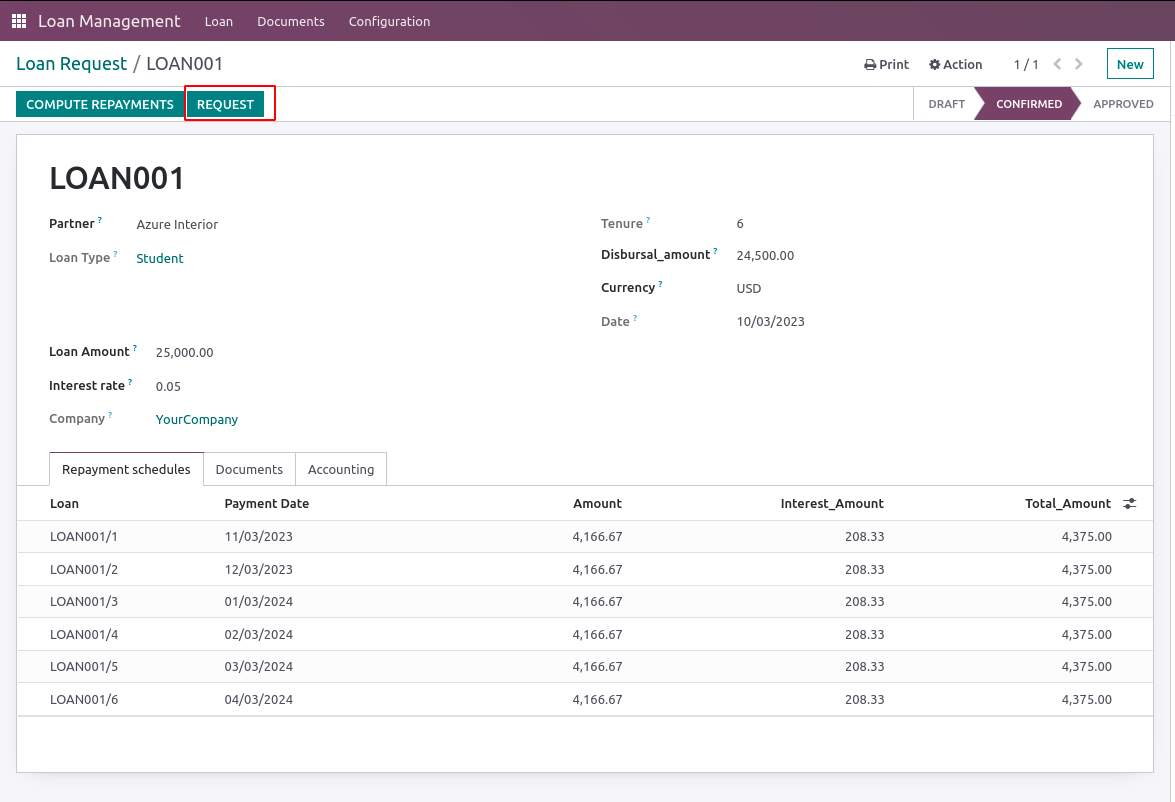 Loan Management Loan Documents Configuration
Loan Request / LOAN001 Print Action 1 / 1 New
COMPUTE REPAYMENTS REQUEST DRAFT CONFIRMED APPROVED
LOAN001
Partner ? Azure Interior
Loan Type ? Student
Tenure ? 6
Disbursal_amount ? 24,500.00
Currency ? USD
Date ? 10/03/2023
Loan Amount ? 25,000.00
Interest rate ? 0.05
Company ? YourCompany
Repayment schedules Documents Accounting
Loan Payment Date Amount Interest_Amount Total_Amount
LOAN001/1 11/03/2023 4,166.67 208.33 4,375.00
LOAN001/2 12/03/2023 4,166.67 208.33 4,375.00
LOAN001/3 01/03/2024 4,166.67 208.33 4,375.00
LOAN001/4 02/03/2024 4,166.67 208.33 4,375.00
LOAN001/5 03/03/2024 4,166.67 208.33 4,375.00
LOAN001/6 04/03/2024 4,166.67 208.33 4,375.00